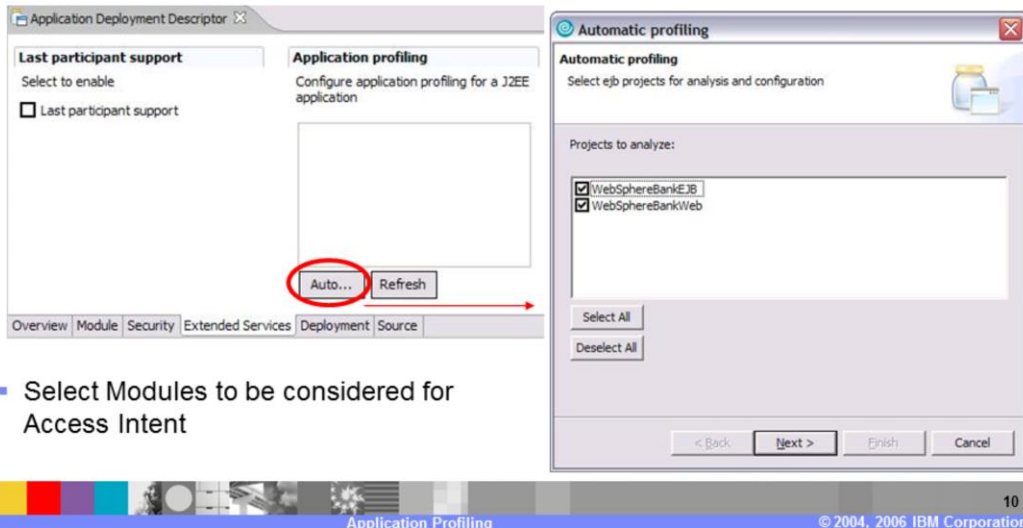 Application Deployment Descriptor
Last participant support
Select to enable
Last participant support
Application profiling
Configure application profiling for a J2EE
application
Auto...
Refresh
Overview
Module
Security
Extended Services
Deployment
Source
Automatic profiling
Automatic profiling
Select ejb projects for analysis and configuration
Projects to analyze:
WebSphereBankEJB
WebSphereBankWeb
Select All
Deselect All
< Back
Next >
Finish
Cancel
Select Modules to be considered for
Access Intent
10
Application Profiling
© 2004, 2006 IBM Corporation